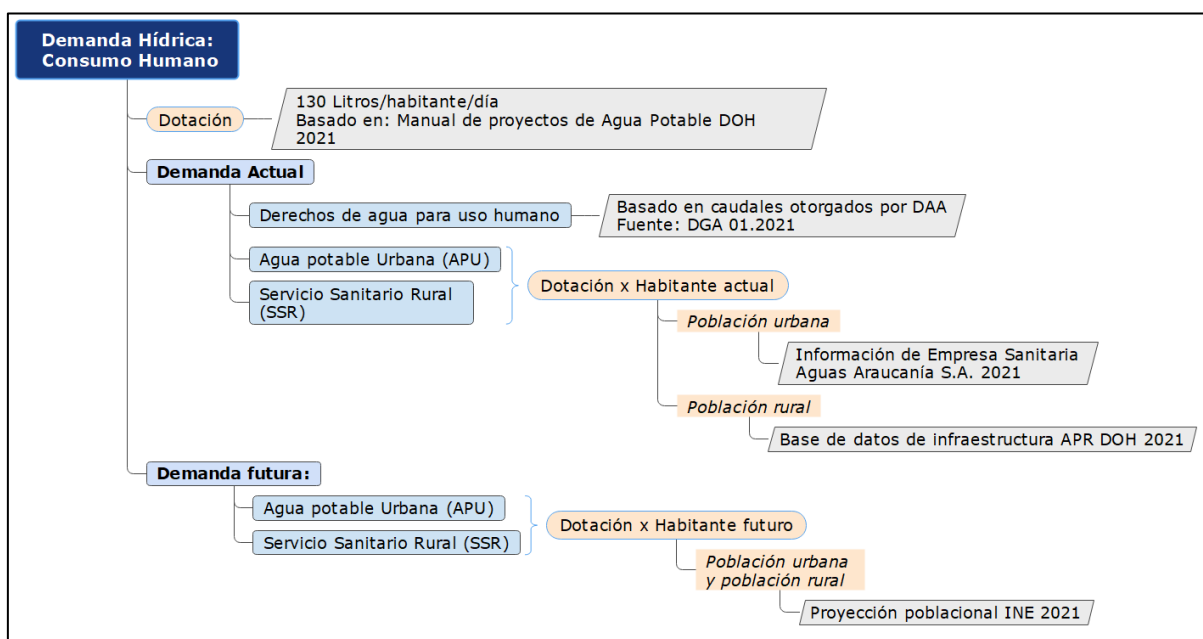 Demanda Hídrica:
Consumo Humano
Dotación
130 Litros/habitante/día
Basado en: Manual de proyectos de Agua Potable DOH
2021
Demanda Actual
Derechos de agua para uso humano
Basado en caudales otorgados por DAA
Fuente: DGA 01.2021
Agua potable Urbana (APU)
Servicio Sanitario Rural
(SSR)
Dotación x Habitante actual
Población urbana
Información de Empresa Sanitaria
Aguas Araucanía S.A. 2021
Población rural
Base de datos de infraestructura APR DOH 2021
Demanda futura:
Agua potable Urbana (APU)
Servicio Sanitario Rural (SSR)
Dotación x Habitante futuro
Población urbana
y población rural
Proyección poblacional INE 2021